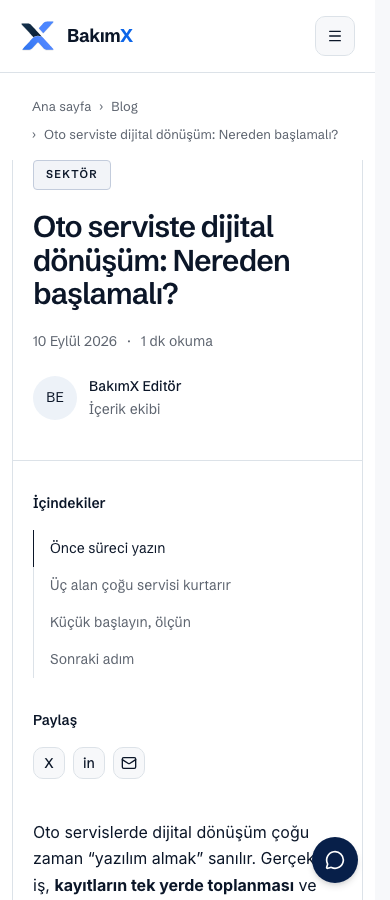 BakımX
Ana sayfa › Blog
› Oto serviste dijital dönüşüm: Nereden başlamalı?
SEKTÖR
Oto serviste dijital
dönüşüm: Nereden
başlamalı?
10 Eylül 2026 · 1 dk okuma
BE
BakımX Editör
İçerik ekibi
İçindekiler
Önce süreci yazın
Üç alan çoğu servisi kurtarır
Küçük başlayın, ölçün
Sonraki adım
Paylaş
X in
Oto servislerde dijital dönüşüm çoğu
zaman “yazılım almak” sanılır. Gerçek
iş, kayıtların tek yerde toplanması ve